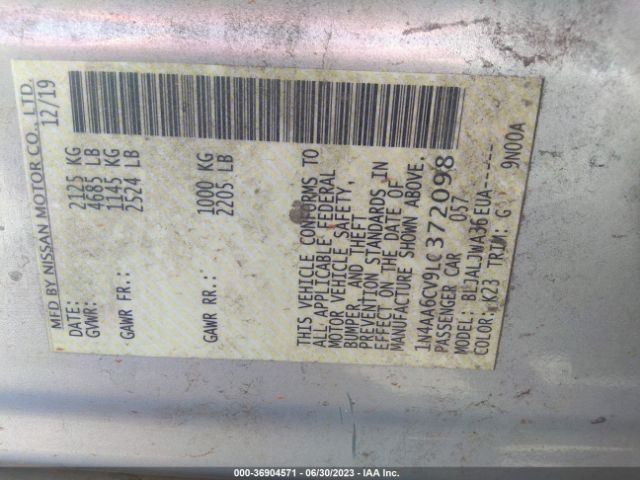 MFD BY NISSAN MOTOR CO., LTD.
DATE: 12/19
GVWR: 2125 KG
4685 LB
GAWR FR.: 1145 KG
2524 LB
GAWR RR.: 1000 KG
2205 LB
THIS VEHICLE CONFORMS TO
ALL APPLICABLE FEDERAL
MOTOR VEHICLE SAFETY,
BUMPER, AND THEFT
PREVENTION STANDARDS IN
EFFECT ON THE DATE OF
MANUFACTURE SHOWN ABOVE.
1N4AA6CV9LC372098
PASSENGER CAR 057
MODEL: BLJALJWA36EUA-----
COLOR: K23 TRIM: G 9N00A
000-36904571 - 06/30/2023 - IAA Inc.